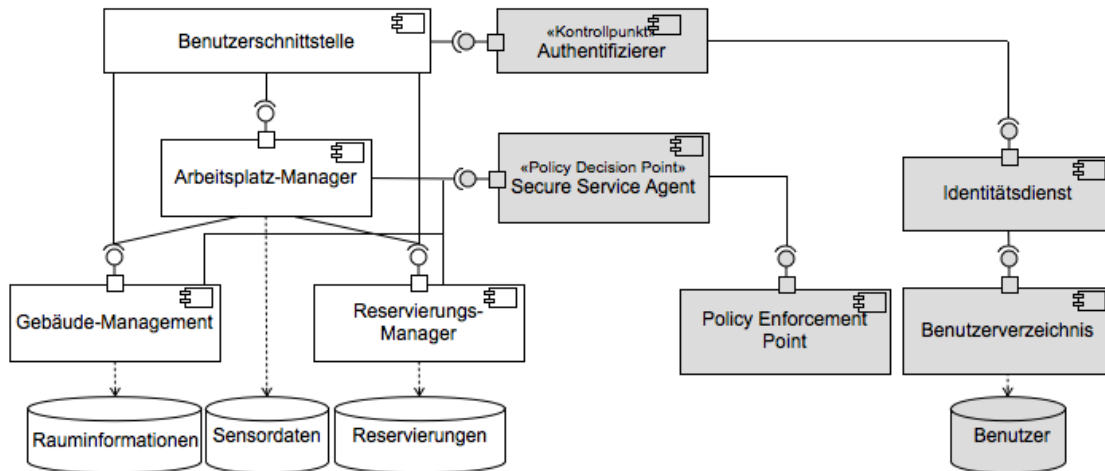 Benutzerschnittstelle
«Kontrollpunkt»
Authentifizierer
Arbeitsplatz-Manager
«Policy Decision Point»
Secure Service Agent
Identitätsdienst
Gebäude-Management
Reservierungs-
Manager
Policy Enforcement
Point
Benutzerverzeichnis
Rauminformationen
Sensordaten
Reservierungen
Benutzer